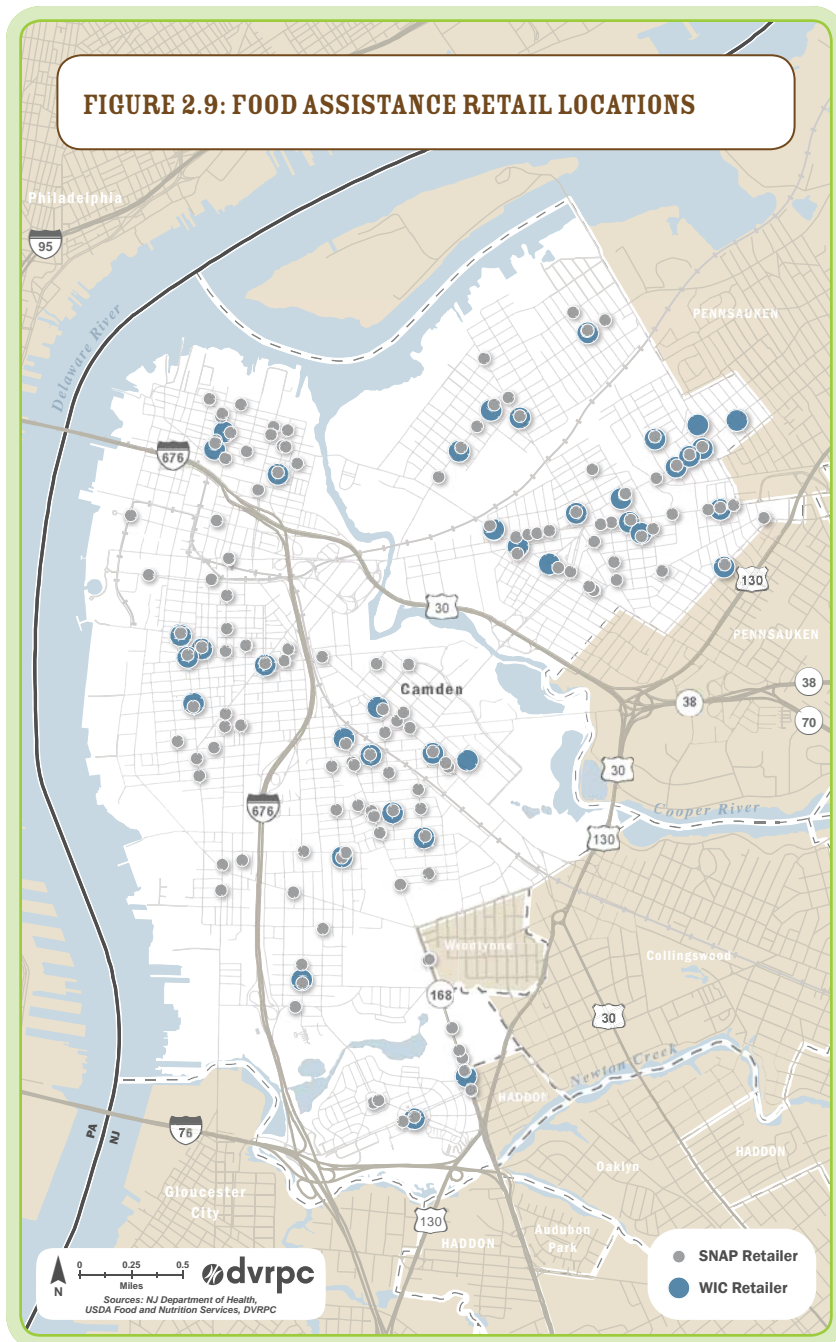 FIGURE 2.9: FOOD ASSISTANCE RETAIL LOCATIONS
Philadelphia
95
Delaware River
PENNSAUKEN
676
130
30
PENNSAUKEN
38
Camden
38
70
30
676
Cooper River
130
Woodlynne
Collingswood
168
30
Newton Creek
HADDON
PA
NJ
76
HADDON
Oaklyn
Gloucester
City
130
Audubon
Park
HADDON
N
0 0.25 0.5
Miles
dvrpc
Sources: NJ Department of Health,
USDA Food and Nutrition Services, DVRPC
SNAP Retailer
WIC Retailer